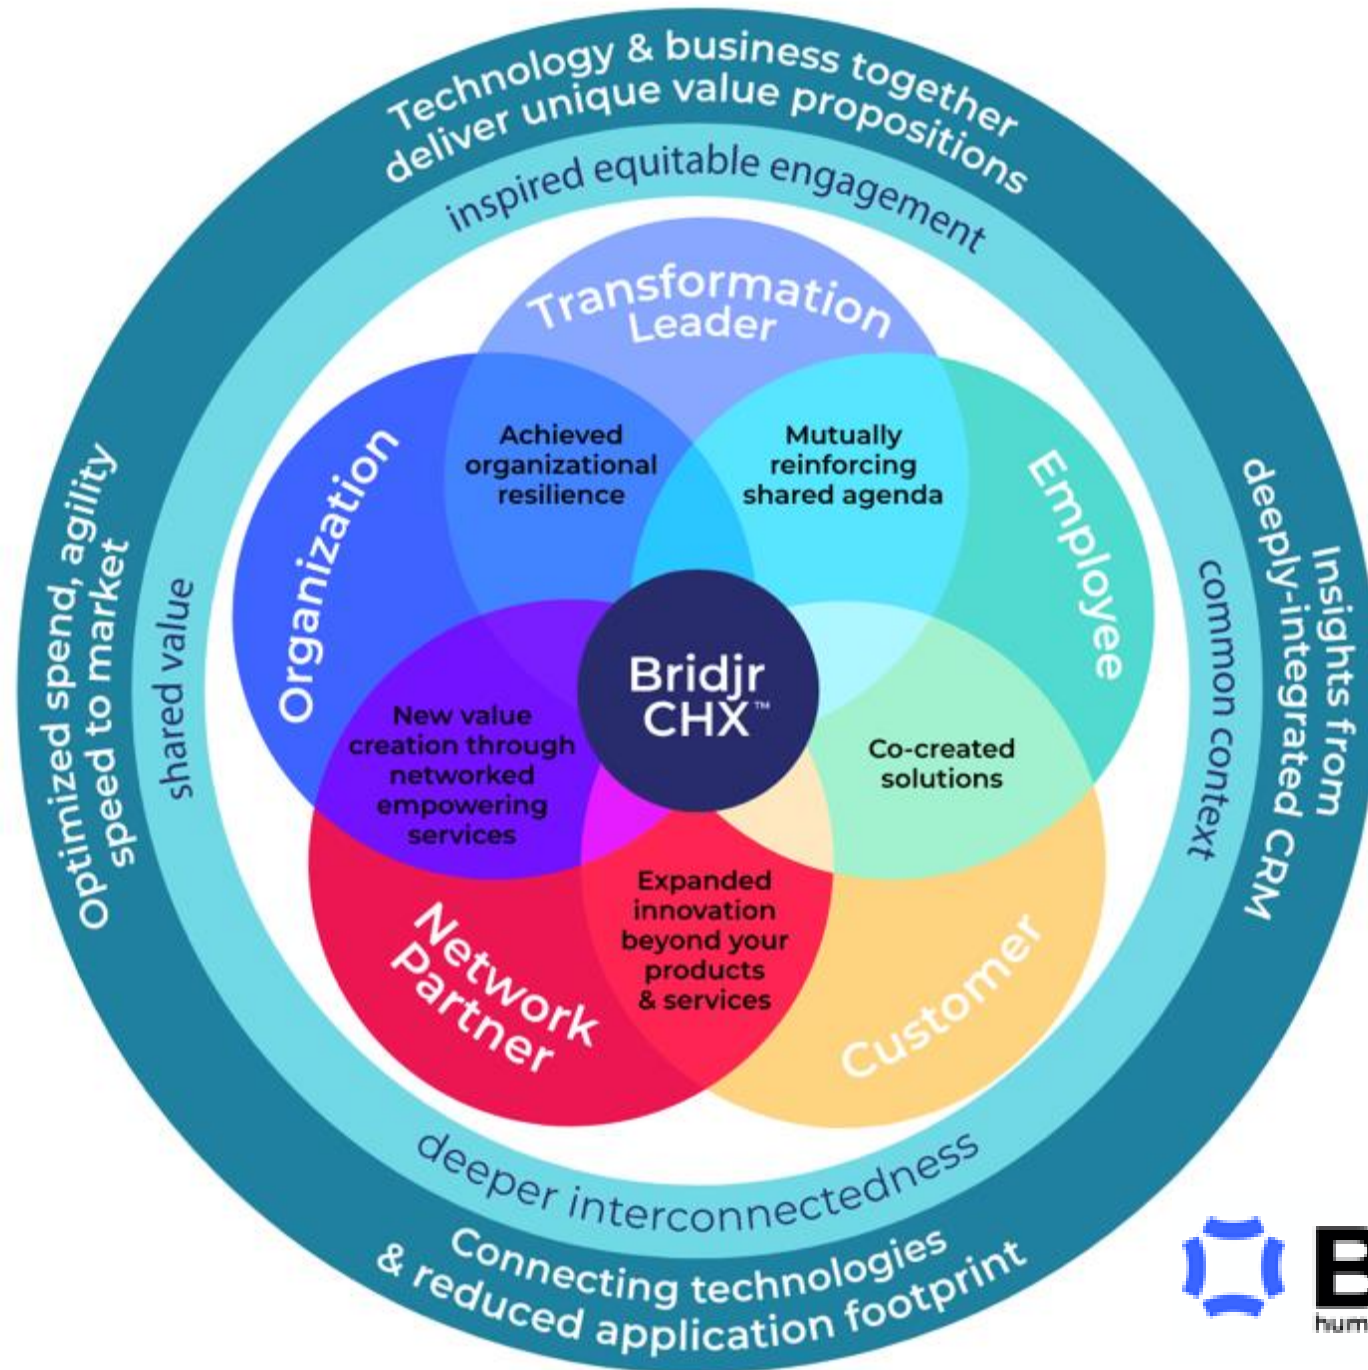 Technology & business together
deliver unique value propositions
inspired equitable engagement
Transformation
Leader
Organization
Achieved
organizational
resilience
Mutually
reinforcing
shared agenda
Employee
Optimized spend, agility
speed to market
shared value
Bridjr
CHX™
common context
Insights from
deeply-integrated CRM
New value
creation through
networked
empowering
services
Co-created
solutions
Expanded
innovation
beyond your
products
& services
Network
Partner
Customer
deeper interconnectedness
Connecting technologies
& reduced application footprint
B
hum